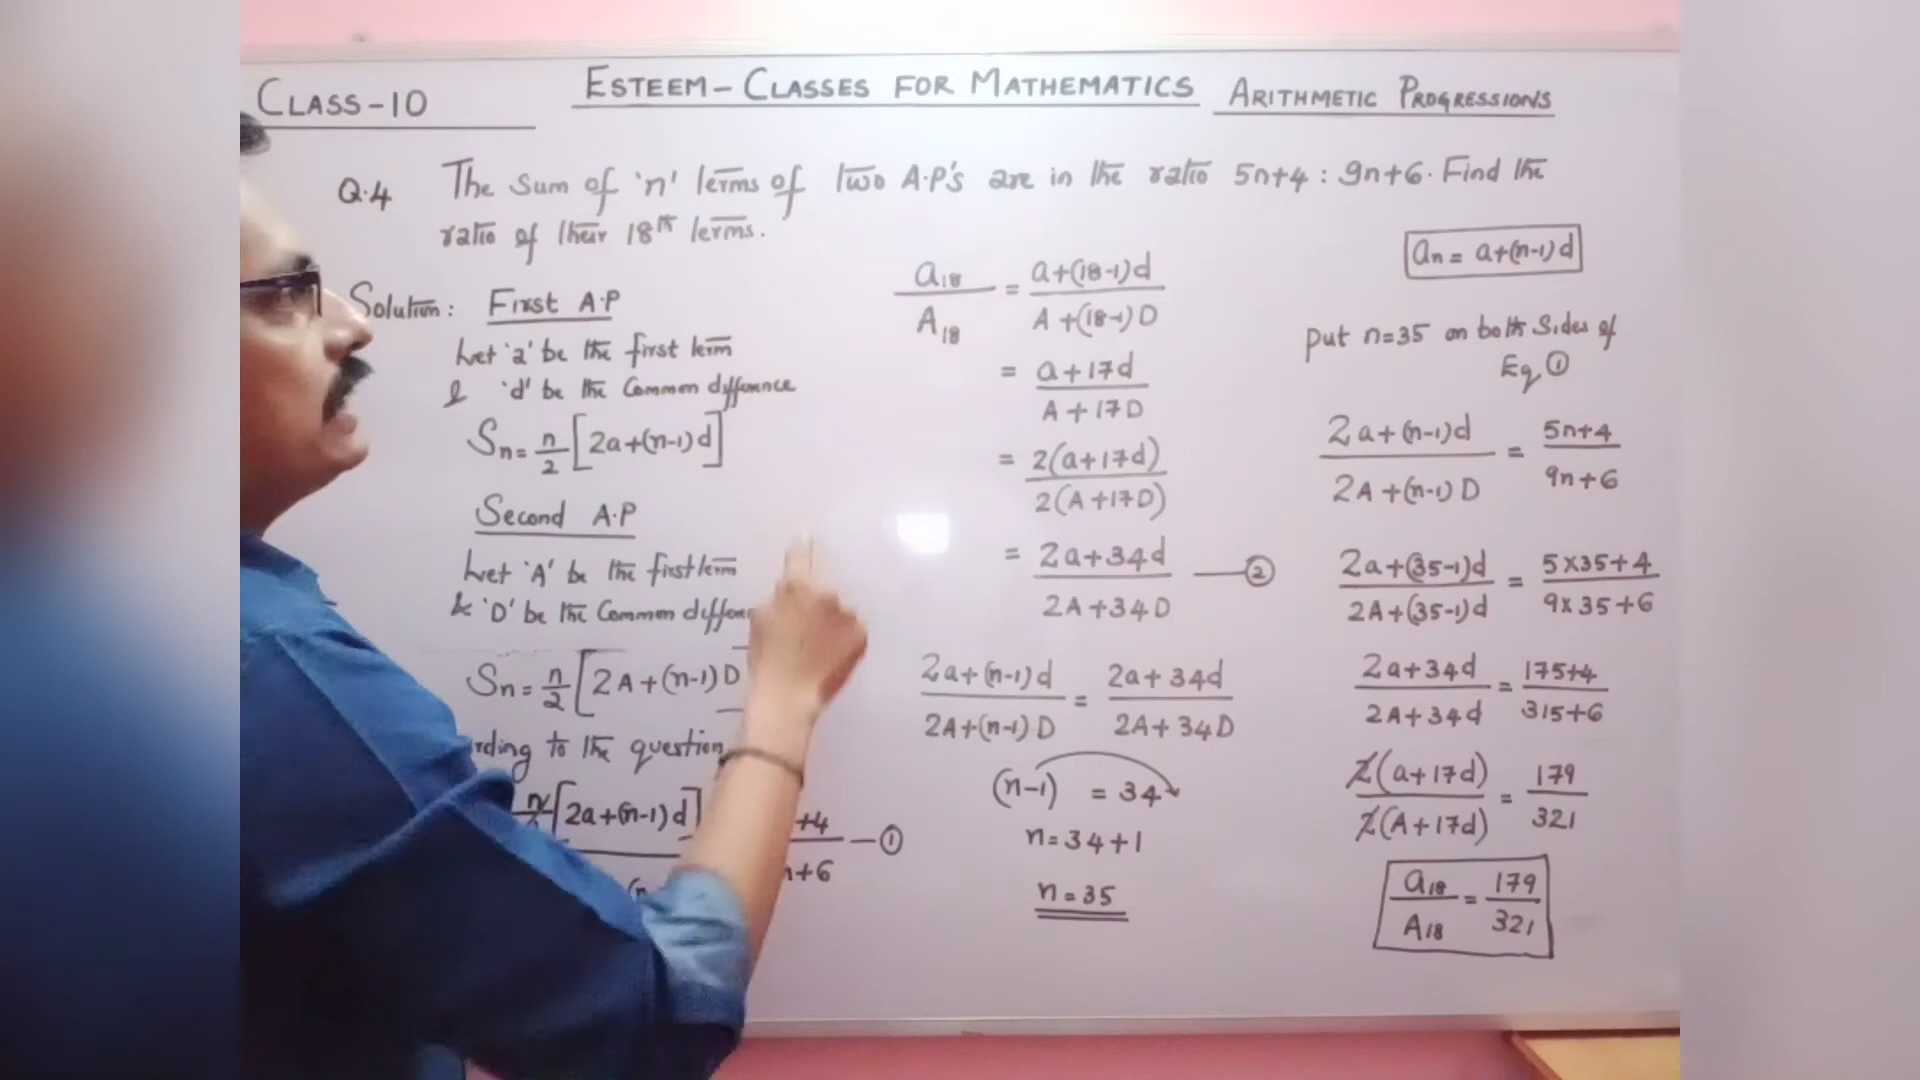 CLASS-10
ESTEEM-CLASSES FOR MATHEMATICS
ARITHMETIC PROGRESSIONS
Q.4 The Sum of 'n' terms of two A.P's are in the ratio 5n+4 : 9n+6. Find the
ratio of their 18th terms.
Solution: First A.P
Let 'a' be the first term
& 'd' be the Common difference
Sn = n/2 [2a+(n-1)d]
Second A.P
Let 'A' be the first term
& 'D' be the Common
Sn = n/2 [2A+(n-1)D
to the question
n/ [2a+(n-1)d]
+4
+6
—①
a18/A18 = a+(18-1)d / A+(18-1)D
= a+17d / A+17D
= 2(a+17d) / 2(A+17D)
= 2a+34d / 2A+34D —②
2a+(n-1)d / 2A+(n-1)D = 2a+34d / 2A+34D
(n-1) = 34
n=34+1
n=35
an = a+(n-1)d
put n=35 on both Sides of
Eq ①
2a+(n-1)d / 2A+(n-1)D = 5n+4 / 9n+6
2a+(35-1)d / 2A+(35-1)d = 5×35+4 / 9×35+6
2a+34d / 2A+34d = 175+4 / 315+6
2(a+17d) / 2(A+17d) = 179 / 321
a18 / A18 = 179 / 321